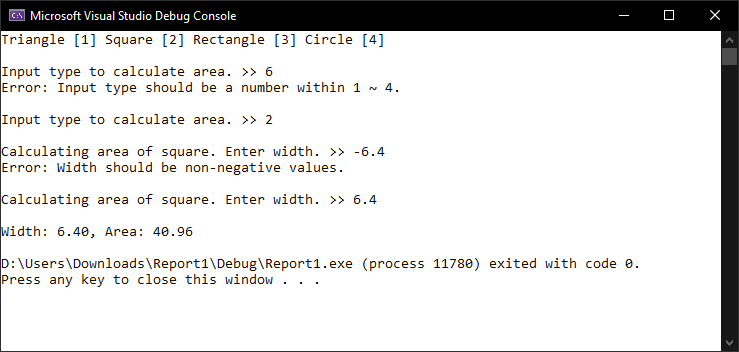 Microsoft Visual Studio Debug Console
Triangle [1] Square [2] Rectangle [3] Circle [4]
Input type to calculate area. >> 6
Error: Input type should be a number within 1 ~ 4.
Input type to calculate area. >> 2
Calculating area of square. Enter width. >> -6.4
Error: Width should be non-negative values.
Calculating area of square. Enter width. >> 6.4
Width: 6.40, Area: 40.96
D:\Users\Downloads\Report1\Debug\Report1.exe (process 11780) exited with code 0.
Press any key to close this window . . .